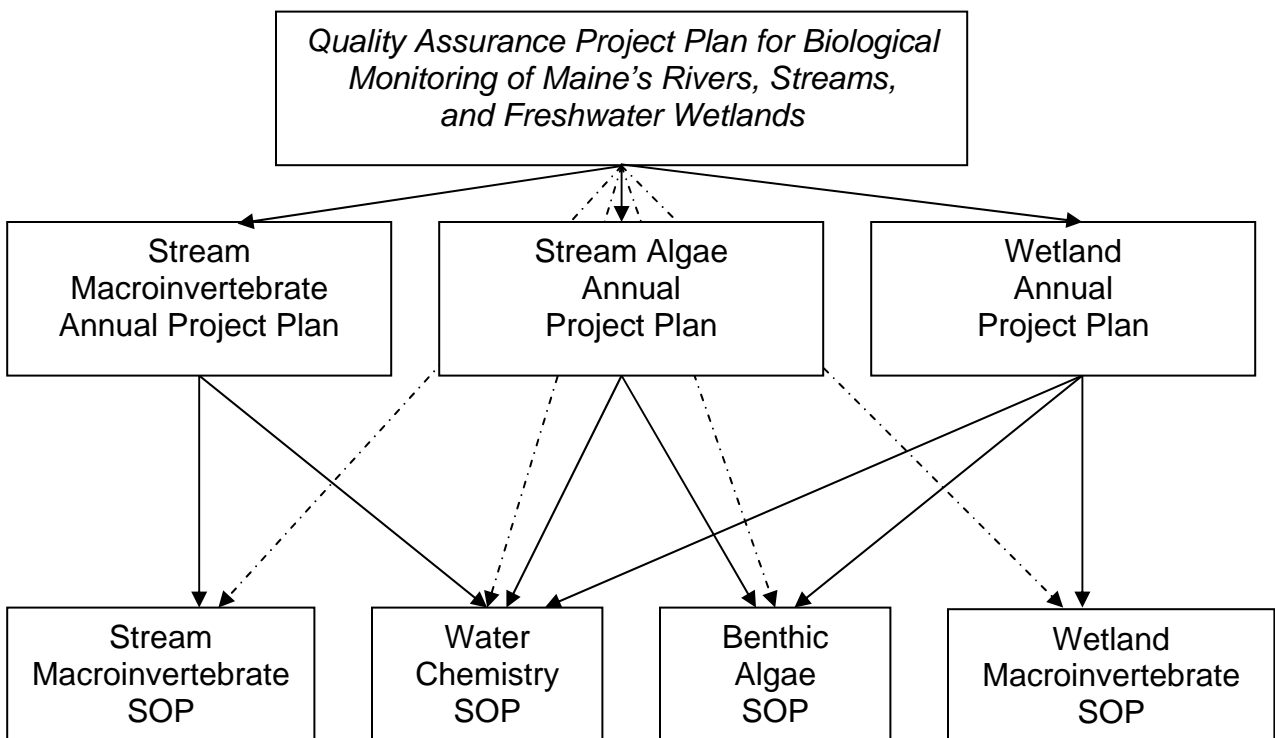 Quality Assurance Project Plan for Biological
Monitoring of Maine's Rivers, Streams,
and Freshwater Wetlands
Stream
Macroinvertebrate
Annual Project Plan
Stream Algae
Annual
Project Plan
Wetland
Annual
Project Plan
Stream
Macroinvertebrate
SOP
Water
Chemistry
SOP
Benthic
Algae
SOP
Wetland
Macroinvertebrate
SOP